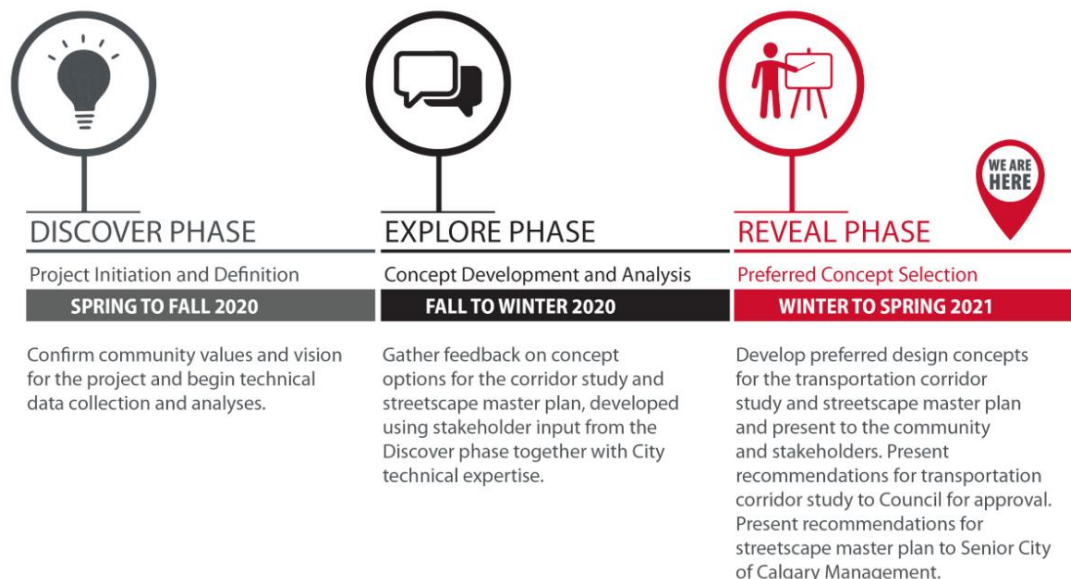 WE ARE
HERE
DISCOVER PHASE
Project Initiation and Definition
SPRING TO FALL 2020
Confirm community values and vision
for the project and begin technical
data collection and analyses.
EXPLORE PHASE
Concept Development and Analysis
FALL TO WINTER 2020
Gather feedback on concept
options for the corridor study and
streetscape master plan, developed
using stakeholder input from the
Discover phase together with City
technical expertise.
REVEAL PHASE
Preferred Concept Selection
WINTER TO SPRING 2021
Develop preferred design concepts
for the transportation corridor
study and streetscape master plan
and present to the community
and stakeholders. Present
recommendations for transportation
corridor study to Council for approval.
Present recommendations for
streetscape master plan to Senior City
of Calgary Management.